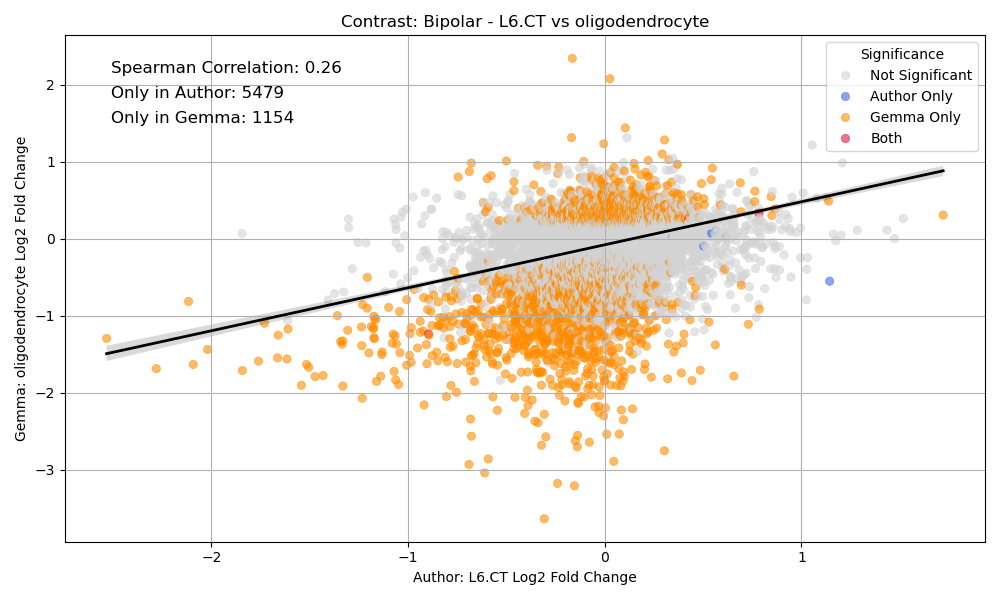 Contrast: Bipolar - L6.CT vs oligodendrocyte
Spearman Correlation: 0.26
Only in Author: 5479
Only in Gemma: 1154
Significance
Not Significant
Author Only
Gemma Only
Both
Gemma: oligodendrocyte Log2 Fold Change
2
1
0
−1
−2
−3
−2
−1
0
1
Author: L6.CT Log2 Fold Change